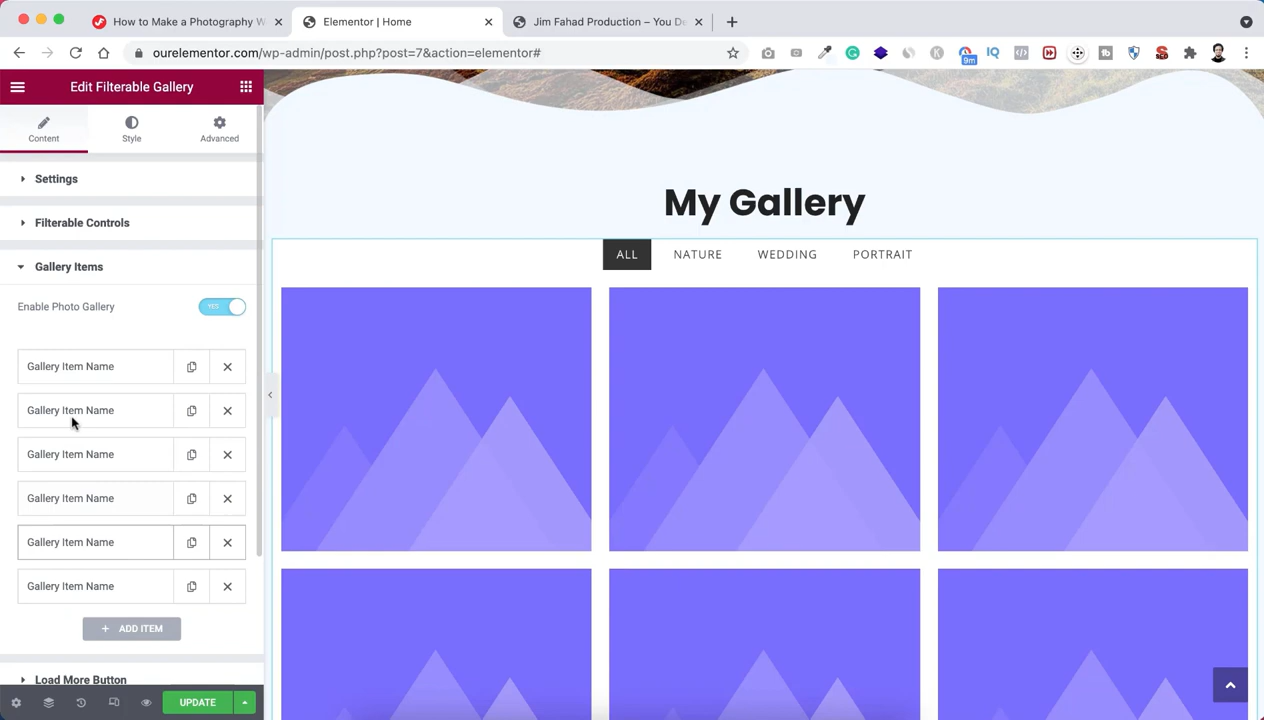 How to Make a Photography W
Elementor | Home
Jim Fahad Production – You De
ourelementor.com/wp-admin/post.php?post=7&action=elementor#
9m
IQ
Edit Filterable Gallery
Content
Style
Advanced
Settings
Filterable Controls
Gallery Items
Enable Photo Gallery
YES
Gallery Item Name
Gallery Item Name
Gallery Item Name
Gallery Item Name
Gallery Item Name
Gallery Item Name
+ ADD ITEM
Load More Button
UPDATE
My Gallery
ALL NATURE WEDDING PORTRAIT